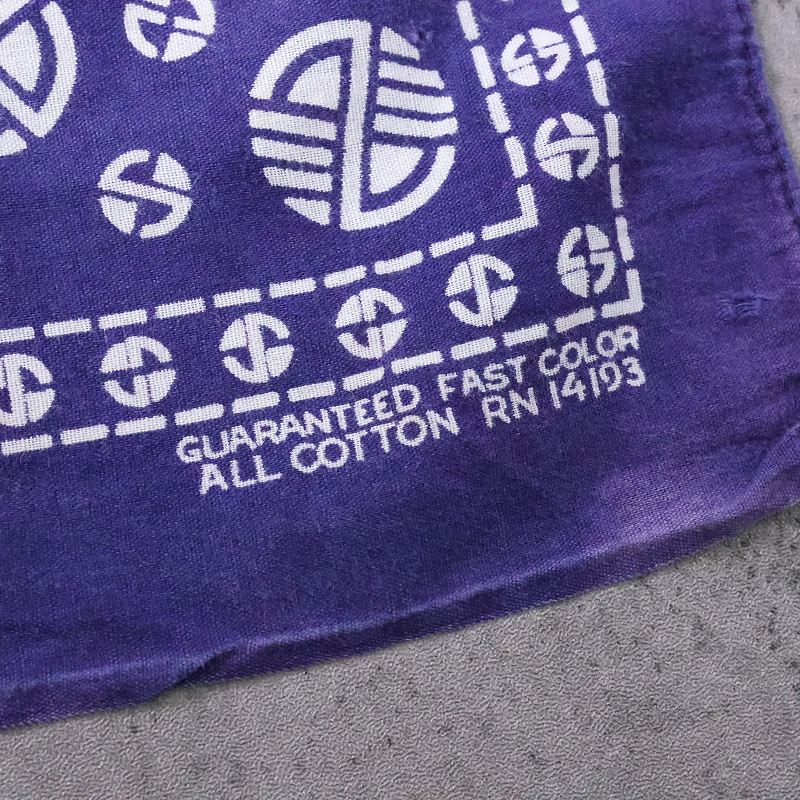 GUARANTEED FAST COLOR
ALL COTTON RN 14193